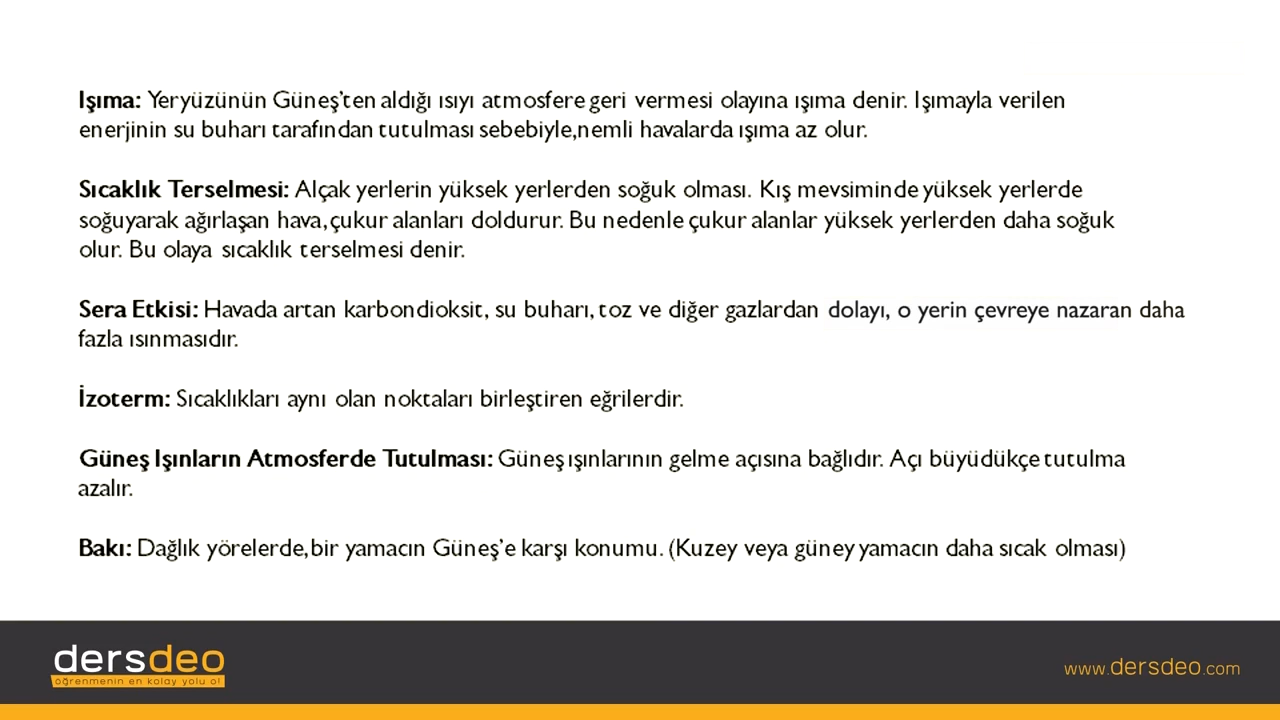 Işıma: Yeryüzünün Güneş’ten aldığı ısıyı atmosfere geri vermesi olayına ışıma denir. Işımayla verilen
enerjinin su buharı tarafından tutulması sebebiyle,nemli havalarda ışıma az olur.
Sıcaklık Terselmesi: Alçak yerlerin yüksek yerlerden soğuk olması. Kış mevsiminde yüksek yerlerde
soğuyarak ağırlaşan hava,çukur alanları doldurur. Bu nedenle çukur alanlar yüksek yerlerden daha soğuk
olur. Bu olaya sıcaklık terselmesi denir.
Sera Etkisi: Havada artan karbondioksit, su buharı, toz ve diğer gazlardan dolayı, o yerin çevreye nazaran daha
fazla ısınmasıdır.
İzoterm: Sıcaklıkları aynı olan noktaları birleştiren eğrilerdir.
Güneş Işınların Atmosferde Tutulması: Güneş ışınlarının gelme açısına bağlıdır. Açı büyüdükçe tutulma
azalır.
Bakı: Dağlık yörelerde,bir yamacın Güneş’e karşı konumu. (Kuzey veya güney yamacın daha sıcak olması)
dersdeo
öğrenmenin en kolay yolu o!
www.dersdeo.com